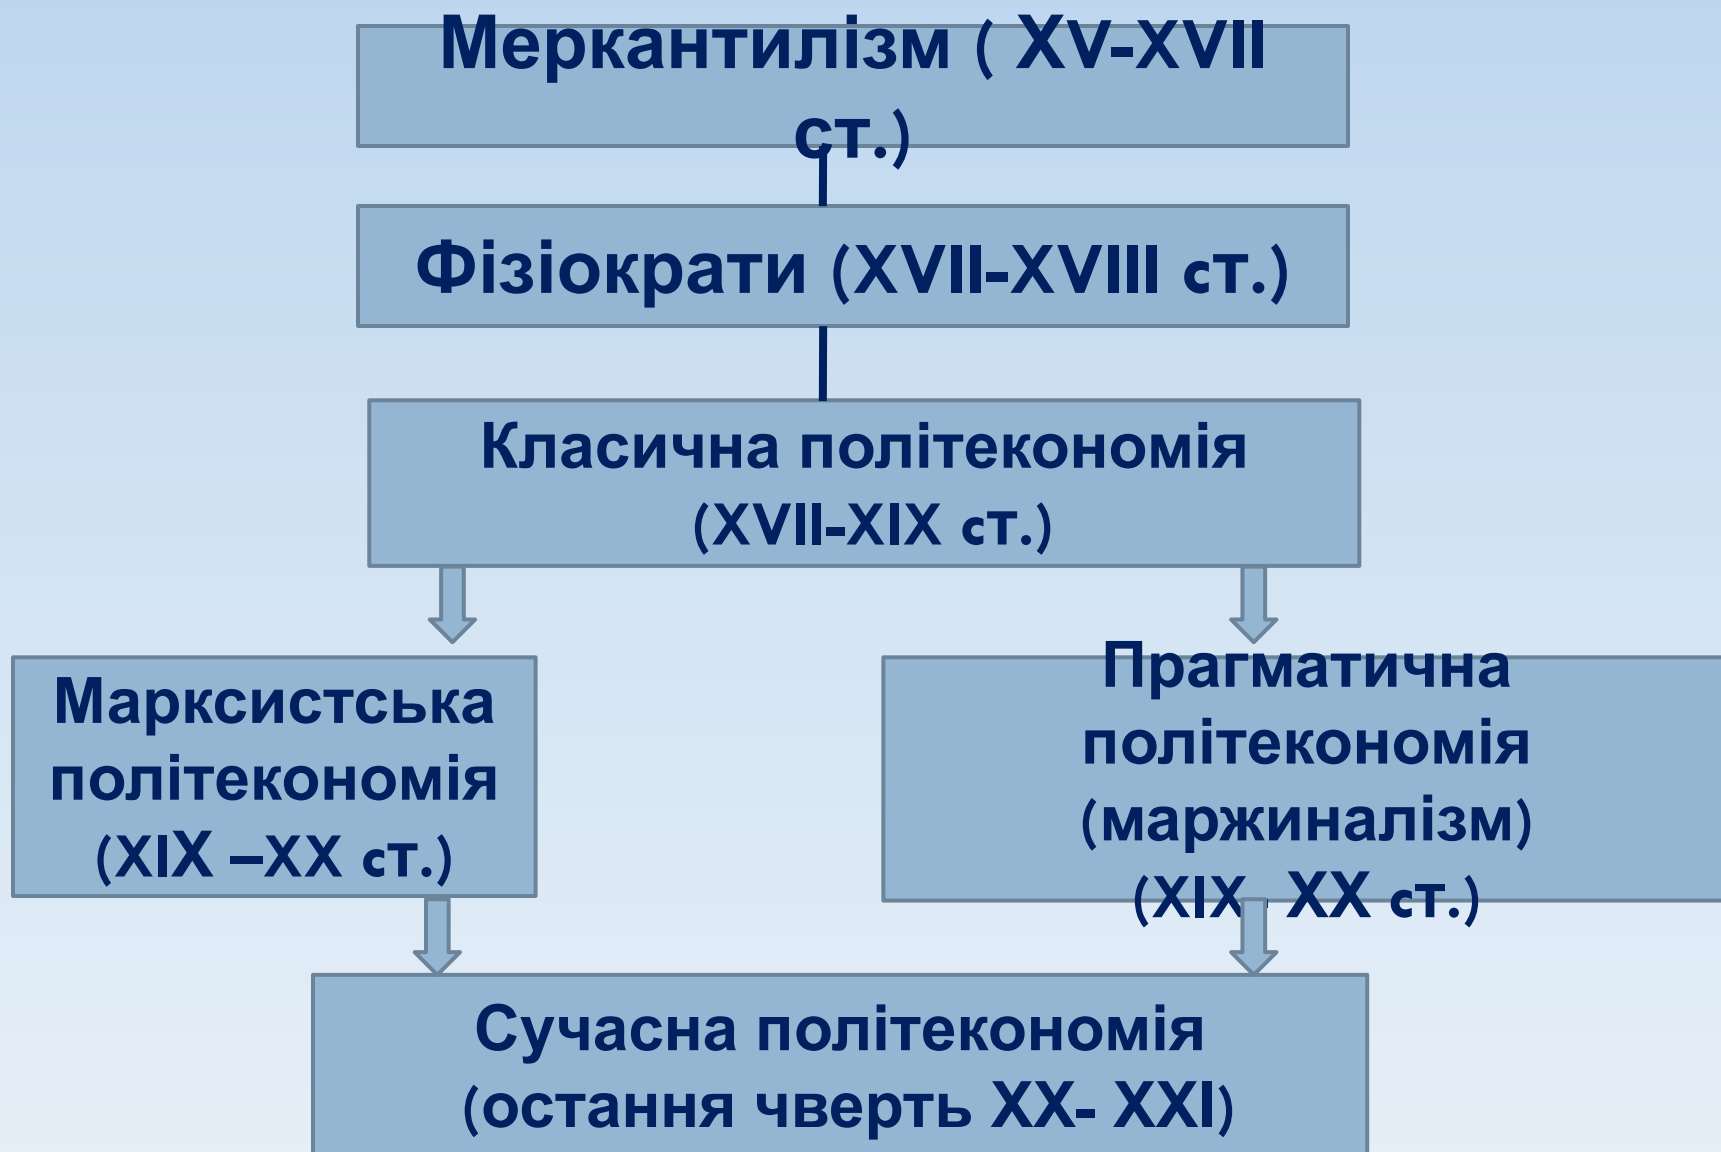 Меркантилізм ( XV-XVII
ст.)
Фізіократи (XVII-XVIII ст.)
Класична політекономія
(XVII-XIX ст.)
Марксистська
політекономія
(XIX –XX ст.)
Прагматична
політекономія
(маржиналізм)
(XIX- XX ст.)
Сучасна політекономія
(остання чверть XX- XXI)